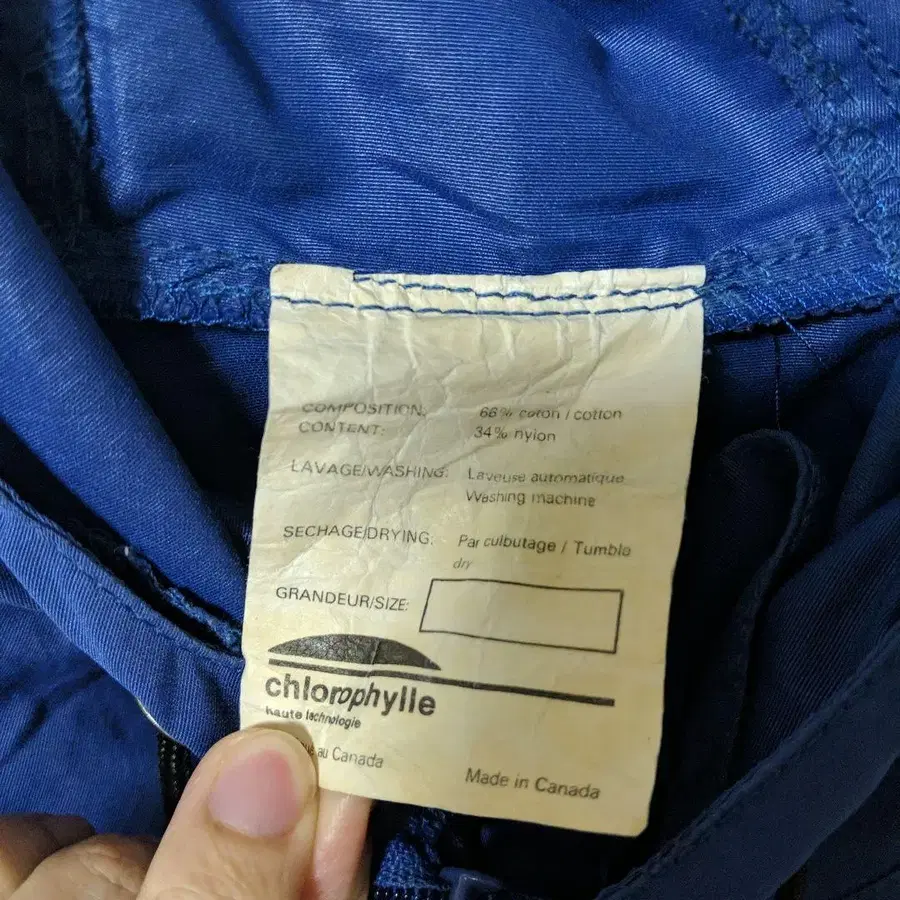 COMPOSITION: 66% coton / cotton
CONTENT: 34% nylon
LAVAGE/WASHING: Laveuse automatique
Washing machine
SECHAGE/DRYING: Par culbutage / Tumble
dry
GRANDEUR/SIZE:
chlorophylle
haute technologie
au Canada
Made in Canada